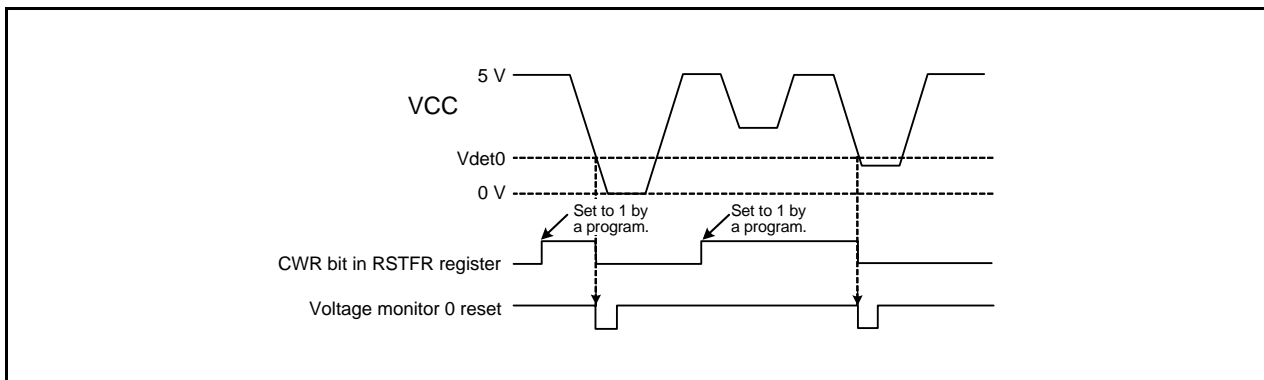 5 V
VCC
Vdet0
0 V
Set to 1 by
a program.
Set to 1 by
a program.
CWR bit in RSTFR register
Voltage monitor 0 reset